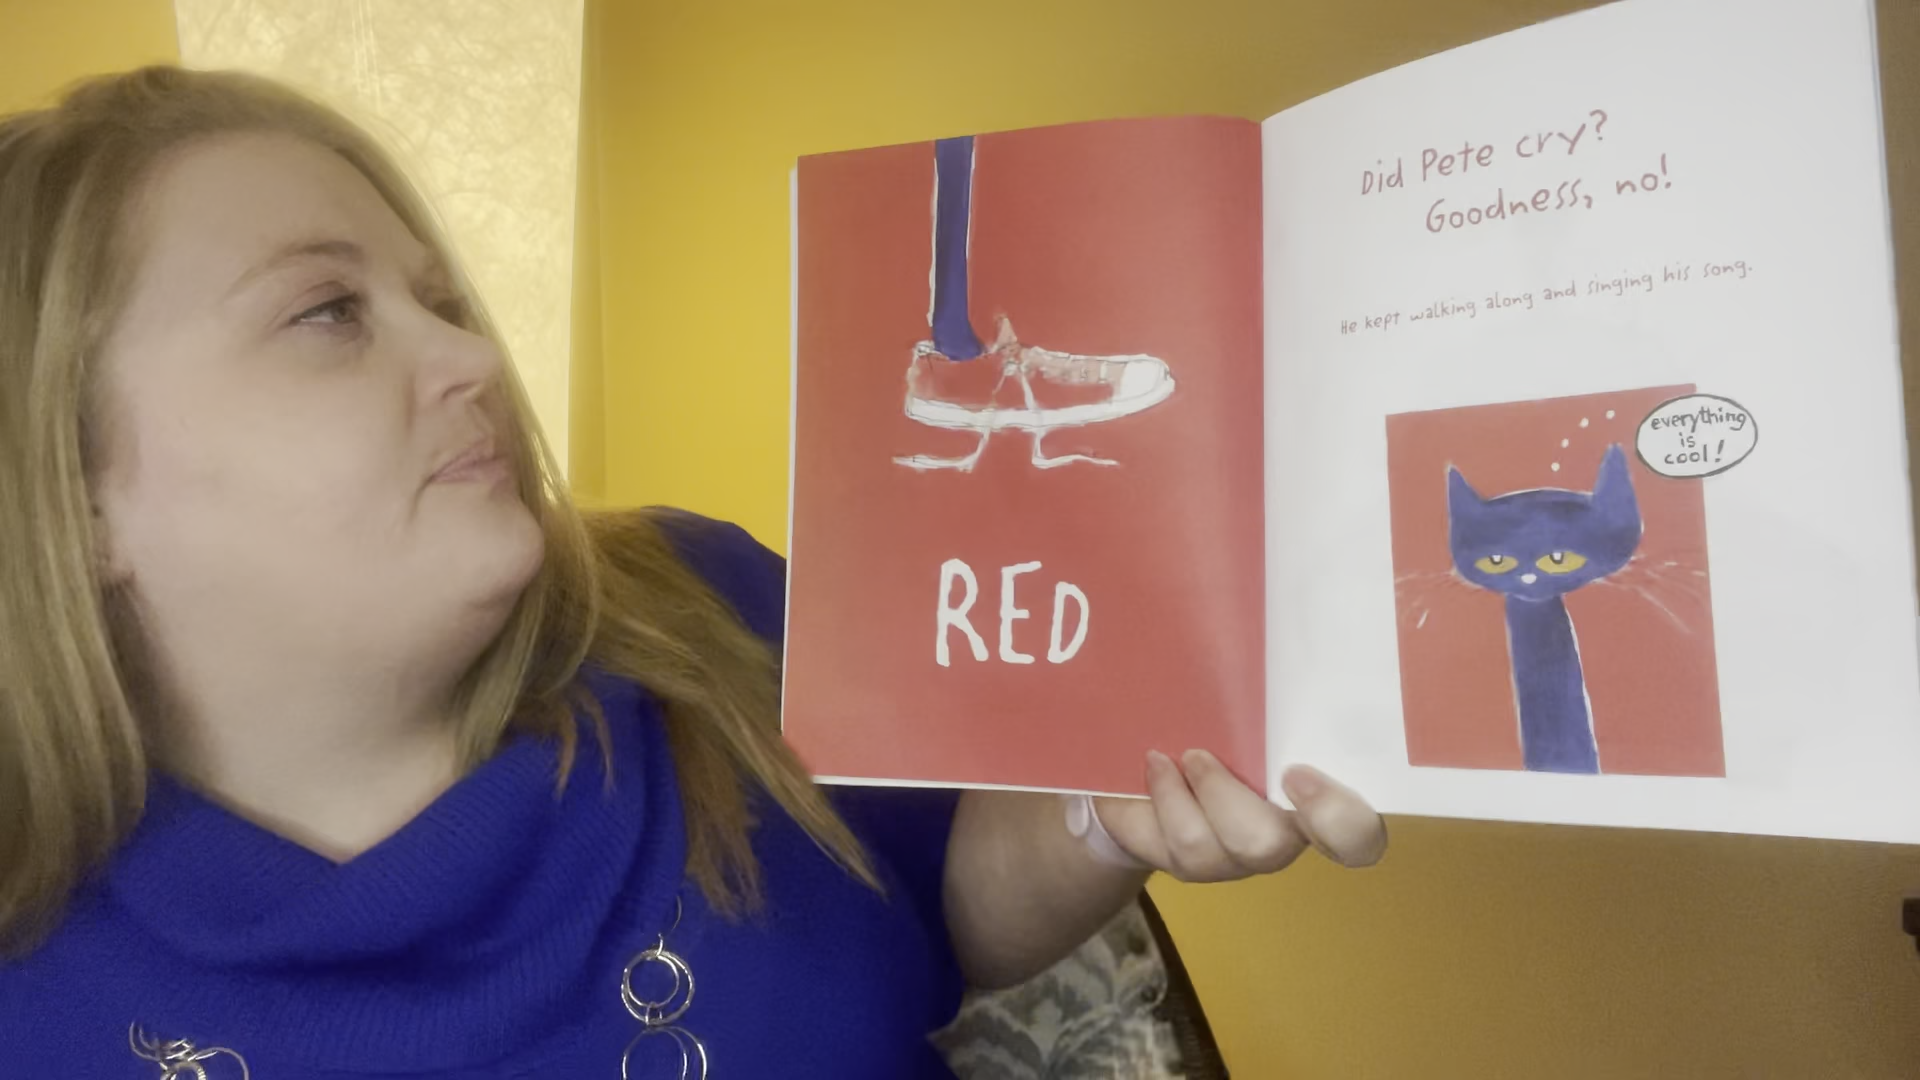 RED
Did Pete cry?
Goodness, no!
He kept walking along and singing his song.
everything
is
cool!